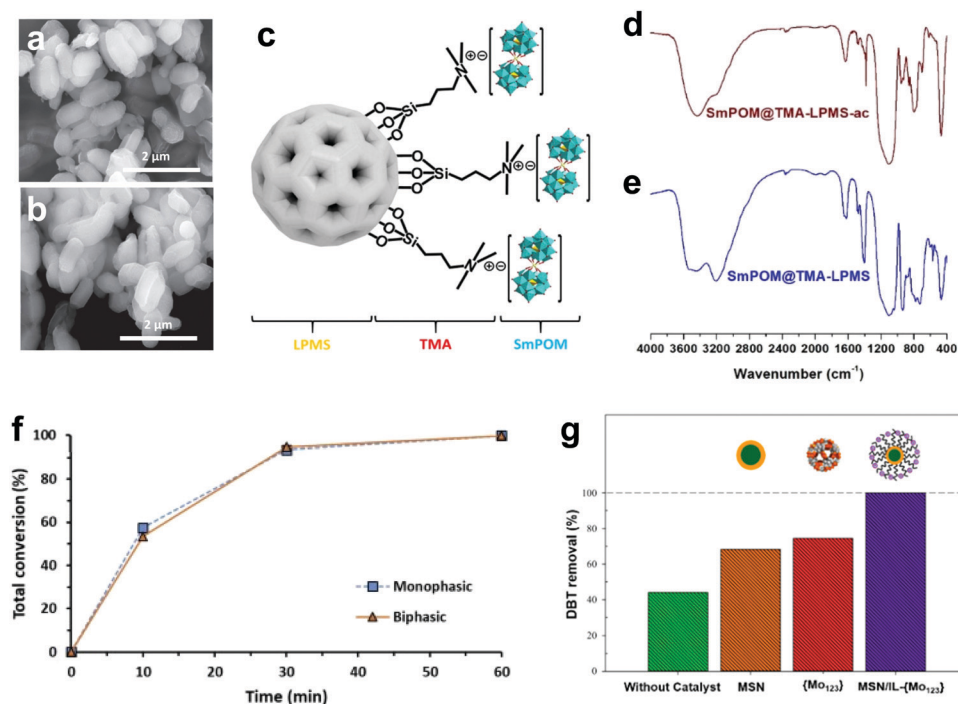 a
2 μm
b
2 μm
c
O
O
O
Si
N
⊕⊖
O
O
O
Si
N
⊕⊖
O
O
O
Si
N
⊕⊖
LPMS
TMA
SmPOM
d
SmPOM@TMA-LPMS-ac
e
SmPOM@TMA-LPMS
4000 3600 3200 2800 2400 2000 1600 1200 800 400
Wavenumber (cm⁻¹)
f
Total conversion (%)
100
80
60
40
20
0
Monophasic
Biphasic
0 10 20 30 40 50 60
Time (min)
g
DBT removal (%)
100
80
60
40
20
0
Without Catalyst MSN {Mo₁₂₃} MSN/IL-{Mo₁₂₃}